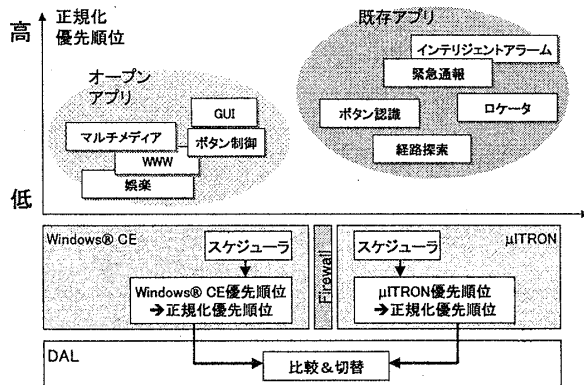 高
正規化
優先順位
既存アプリ
インテリジェントアラーム
緊急通報
オープン
アプリ
GUI
ボタン認識
ロケータ
マルチメディア
ボタン制御
WWW
経路探索
娯楽
低
Windows® CE
スケジューラ
Firewall
スケジューラ
μITRON
Windows® CE優先順位
➔正規化優先順位
μITRON優先順位
➔正規化優先順位
DAL
比較&切替